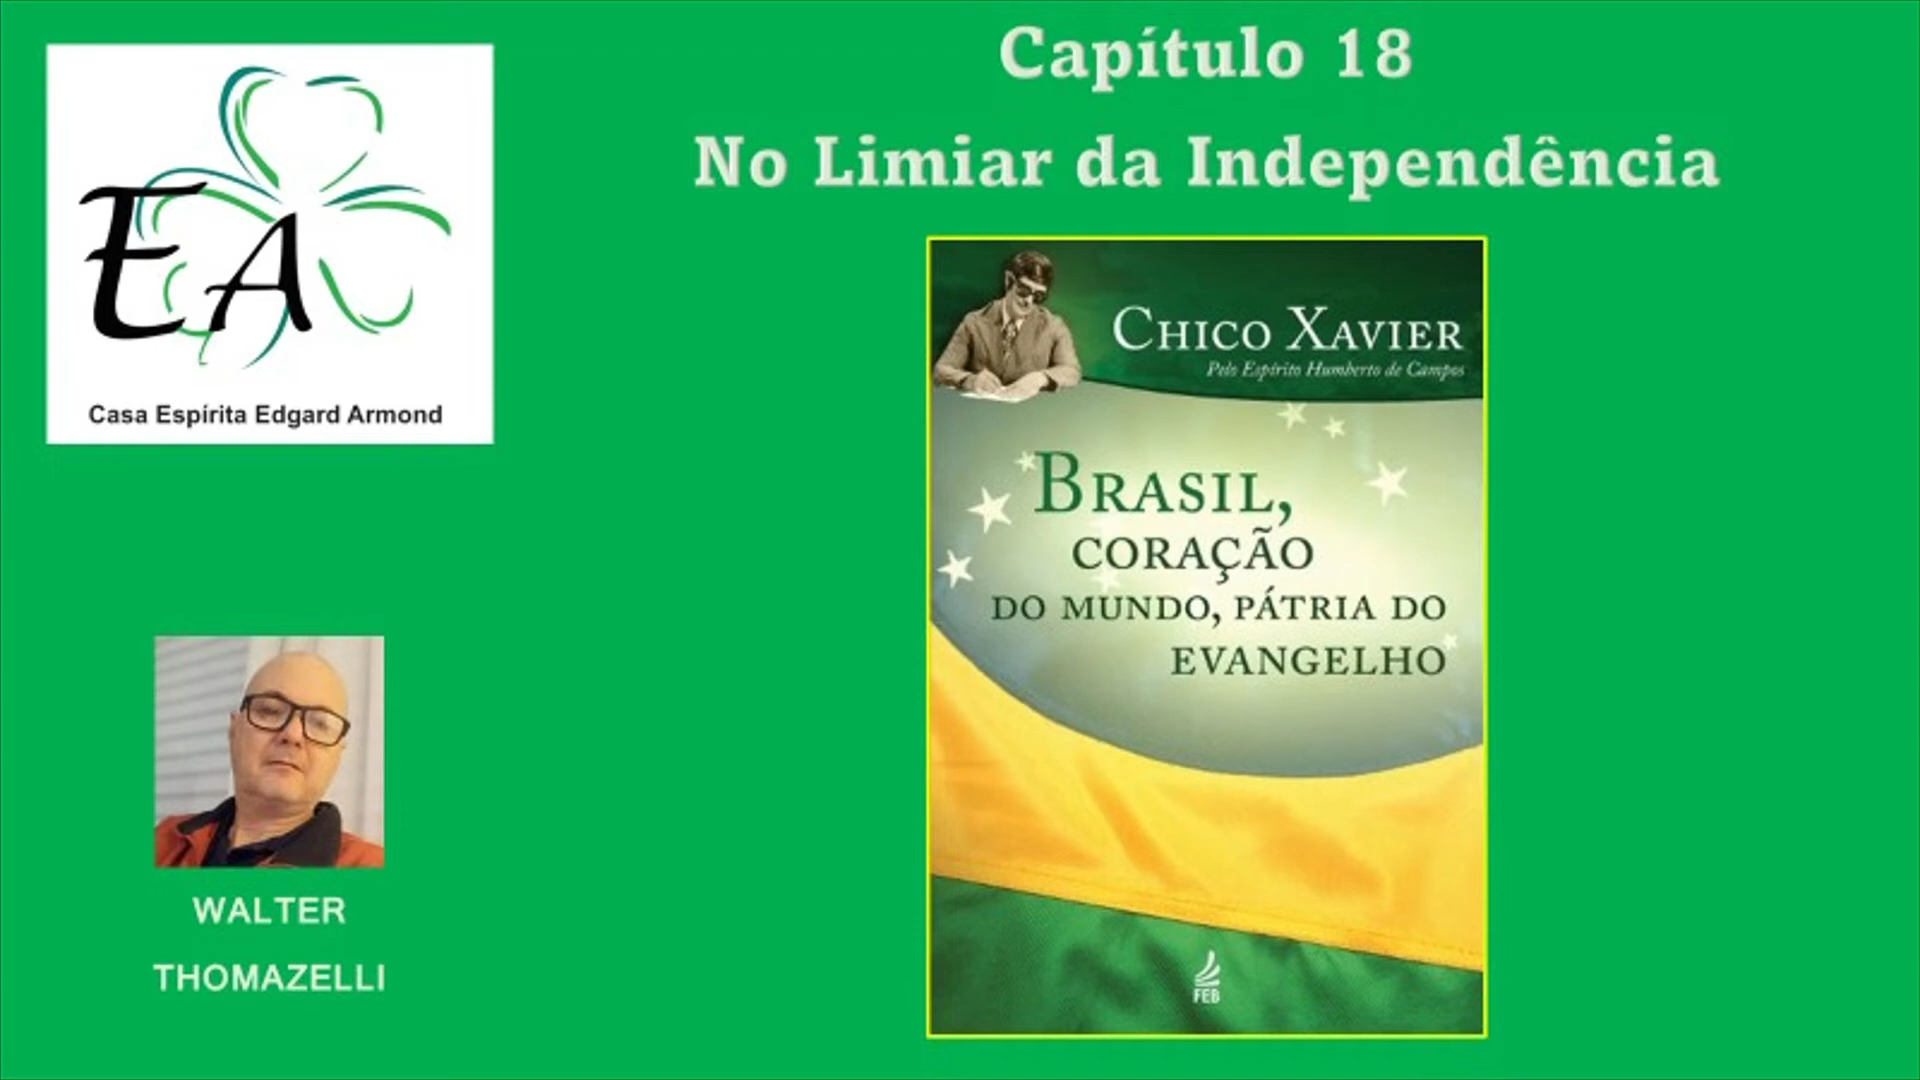 Capítulo 18
No Limiar da Independência
EA
Casa Espírita Edgard Armond
CHICO XAVIER
Pelo Espírito Humberto de Campos
BRASIL,
CORAÇÃO
DO MUNDO, PÁTRIA DO
EVANGELHO
FEB
WALTER
THOMAZELLI